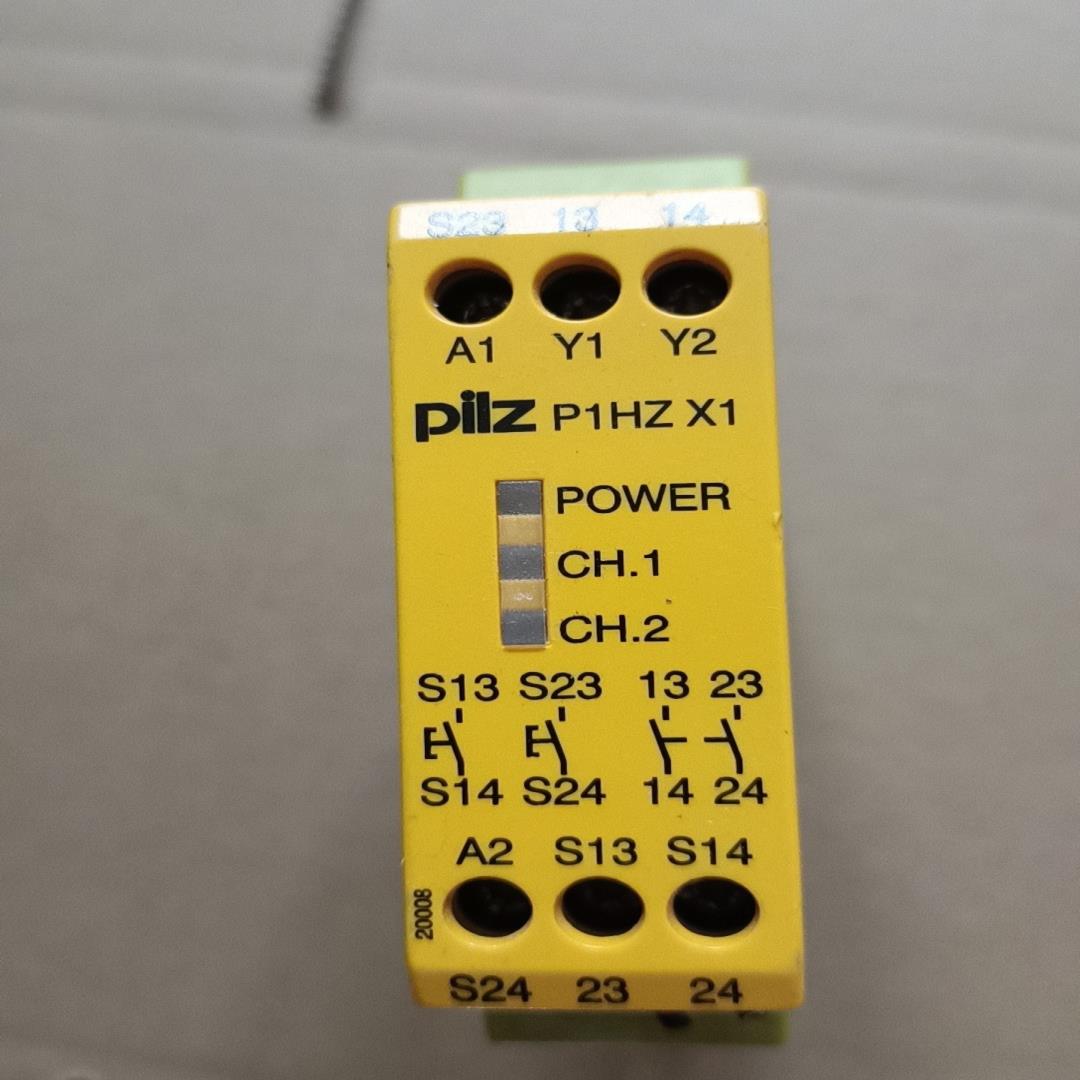 S23 13 14
A1 Y1 Y2
pilz P1HZ X1
POWER
CH.1
CH.2
S13 S23 13 23
S14 S24 14 24
A2 S13 S14
20008
S24 23 24